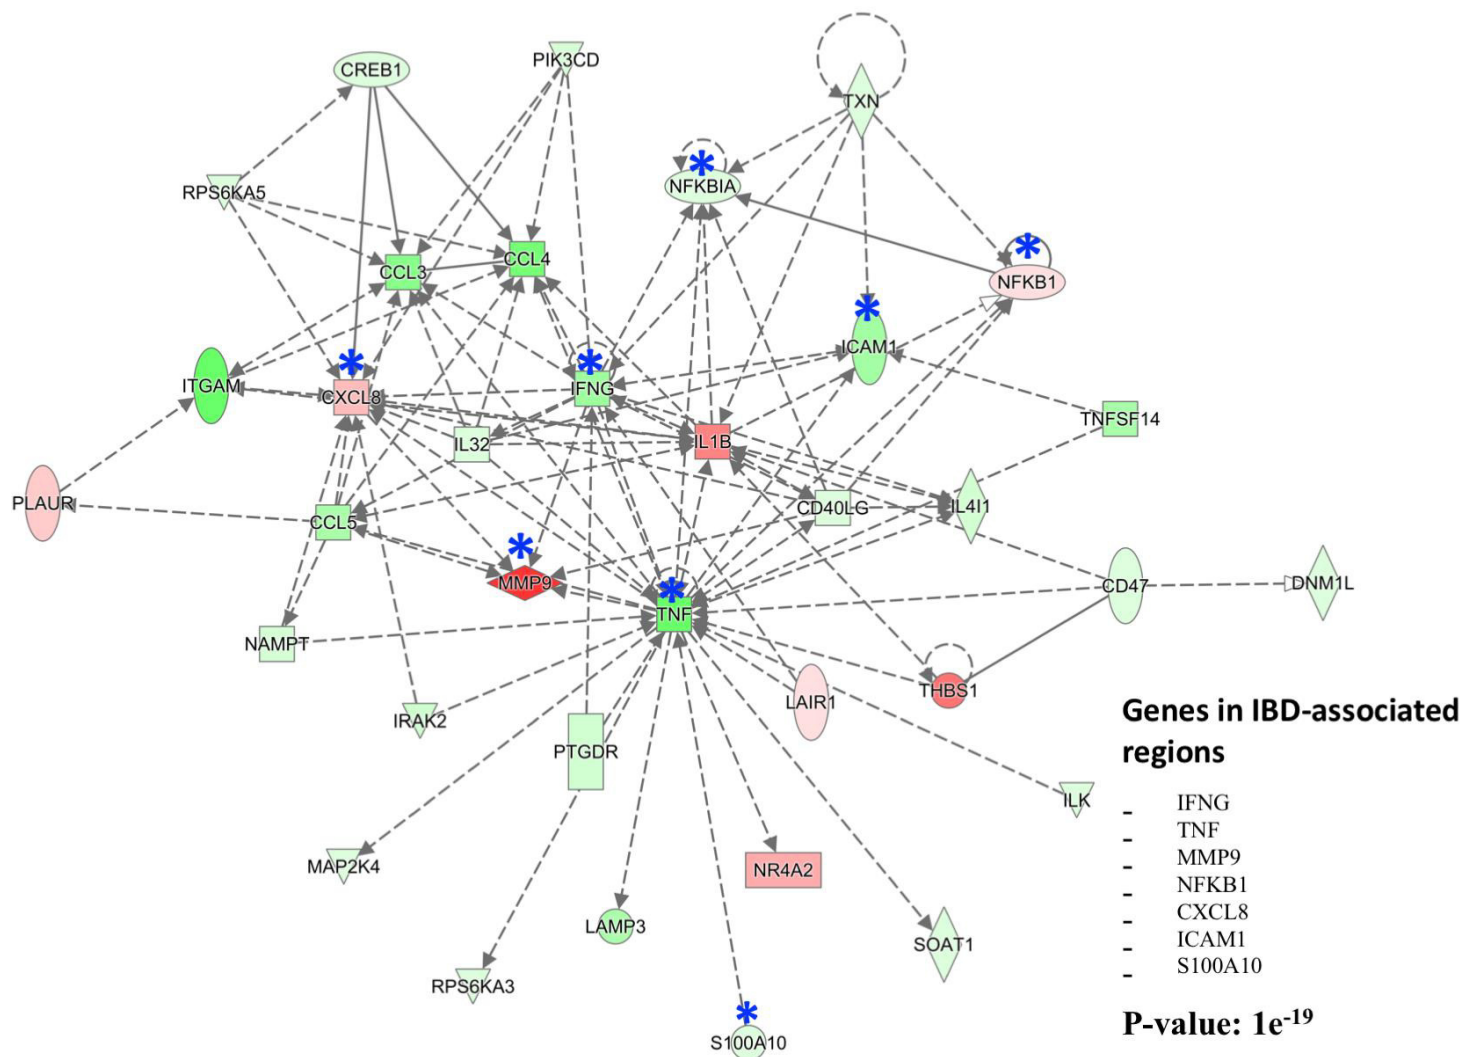 PIK3CD
CREB1
TXN
RPS6KA5
NFKBIA
CCL4
CCL3
NFKB1
ICAM1
ITGAM
CXCL8
IFNG
IL32
IL1B
TNFSF14
PLAUR
CCL5
CD40LG
IL4I1
MMP9
TNF
CD47
DNM1L
NAMPT
IRAK2
PTGDR
LAIR1
THBS1
ILK
MAP2K4
NR4A2
LAMP3
SOAT1
RPS6KA3
S100A10
Genes in IBD-associated
regions
- IFNG
- TNF
- MMP9
- NFKB1
- CXCL8
- ICAM1
- S100A10
P-value: 1e-19